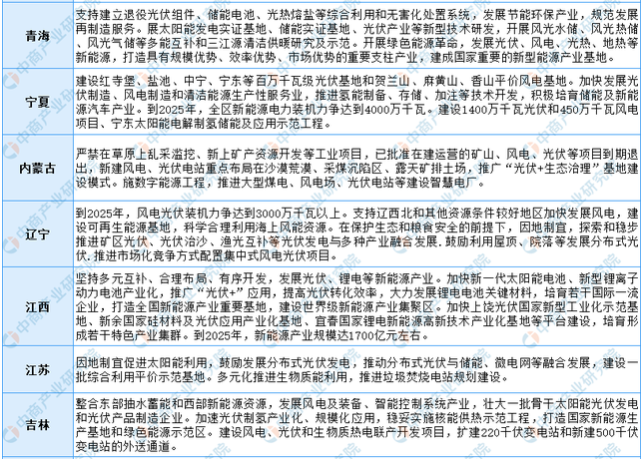 青海
支持建立退役光伏组件、储能电池、光热熔盐等综合利用和无害化处置系统，发展节能环保产业，规范发展
再制造服务。展太阳能发电实证基地、储能实证基地、光伏产业等新型技术研发，开展风光水储、风光热储
、风光气储等多能互补和三江源清洁供暖研究及示范。开展绿色能源革命，发展光伏、风电、光热、地热等
新能源，打造具有规模优势、效率优势、市场优势的重要支柱产业，建成国家重要的新型能源产业基地。
宁夏
建设红寺堡、盐池、中宁、宁东等百万千瓦级光伏基地和贺兰山、麻黄山、香山平价风电基地。加快发展光
伏制造、风电制造和清洁能源生产性服务业，推进氢能制备、存储、加注等技术开发，积极培育储能及新能
源汽车产业。到2025年，全区新能源电力装机力争达到4000万千瓦。建设1400万千瓦光伏和450万千瓦风电
项目、宁东太阳能电解制氢储能及应用示范工程。
内蒙古
严禁在草原上乱采滥挖、新上矿产资源开发等工业项目，已批准在建运营的矿山、风电、光伏等项目到期退
出，新建风电、光伏电站重点布局在沙漠荒漠、采煤沉陷区、露天矿排土场，推广“光伏+生态治理”基地建
设模式。施数字能源工程，推进大型煤电、风电场、光伏电站等建设智慧电厂。
辽宁
到2025年，风电光伏装机力争达到3000万千瓦以上。支持辽西北和其他资源条件较好地区加快发展风电，建
设可再生能源基地，科学合理利用海上风能资源。在保护生态和粮食安全的前提下，因地制宜，探索和稳步
推进矿区光伏、光伏治沙、渔光互补等光伏发电与多种产业融合发展.鼓励利用屋顶、院落等发展分布式光
伏.推进市场化竞争方式配置集中式风电光伏项目。
江西
坚持多元互补、合理布局、有序开发，发展光伏、锂电等新能源产业。加快新一代太阳能电池、新型锂离子
动力电池产业化，推广“光伏+”应用，提高光伏转化效率，大力发展锂电电池关键材料，培育若干国际一流
企业，打造全国新能源产业重要基地，建设世界级新能源产业集聚区。加快上饶光伏国家新型工业化示范基
地、新余国家硅材料及光伏应用产业化基地、宜春国家锂电新能源高新技术产业化基地等平台建设，培育形
成若干特色产业集群。到2025年，新能源产业规模达1700亿元左右。
江苏
因地制宜促进太阳能利用，鼓励发展分布式光伏发电，推动分布式光伏与储能、微电网等融合发展，建设一
批综合利用平价示范基地。多元化推进生物质能利用，推进垃圾焚烧电站规划建设。
吉林
整合东部抽水蓄能和西部新能源资源，发展风电及装备、智能控制系统产业，壮大一批骨干太阳能光伏发电
和光伏产品制造企业。加速光伏制氢产业化、规模化应用，稳妥实施核能供热示范工程，打造国家新能源生
产基地和绿色能源示范区。建设风电、光伏和生物质热电联产开发项目，扩建220千伏变电站和新建500千伏
变电站的外送通道。